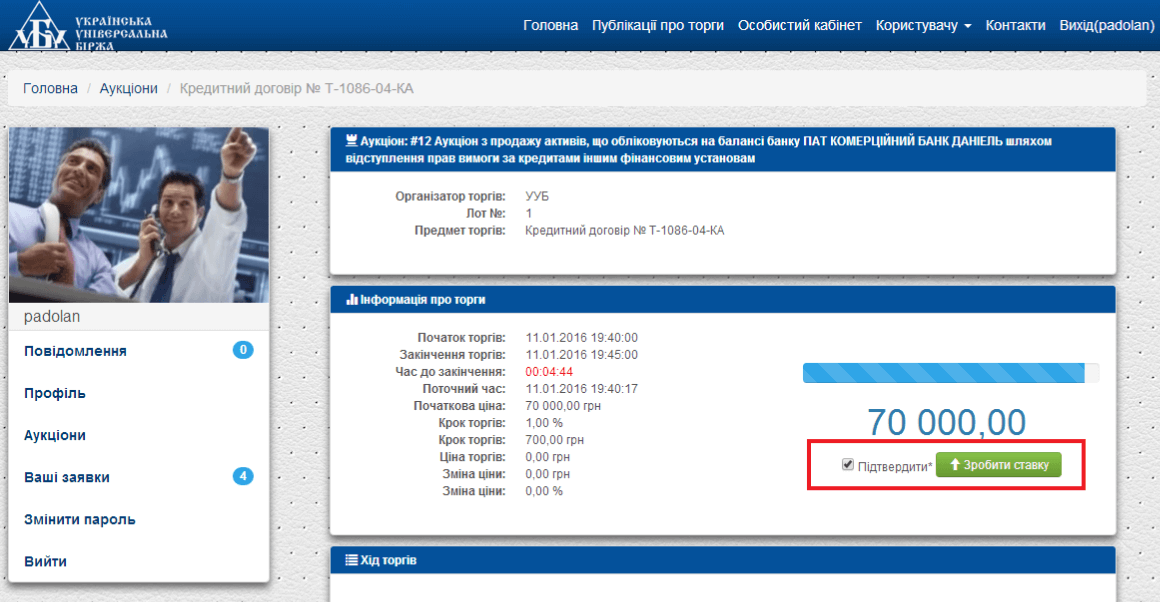 УУБ
УКРАЇНСЬКА
УНІВЕРСАЛЬНА
БІРЖА
Головна Публікації про торги Особистий кабінет Користувачу Контакти Вихід(padolan)
Головна / Аукціони / Кредитний договір № Т-1086-04-КА
padolan
Повідомлення 0
Профіль
Аукціони
Ваші заявки 4
Змінити пароль
Вийти
Аукціон: #12 Аукціон з продажу активів, що обліковуються на балансі банку ПАТ КОМЕРЦІЙНИЙ БАНК ДАНІЕЛЬ шляхом
відступлення прав вимоги за кредитами іншим фінансовим установам
Організатор торгів: УУБ
Лот №: 1
Предмет торгів: Кредитний договір № Т-1086-04-КА
Інформація про торги
Початок торгів: 11.01.2016 19:40:00
Закінчення торгів: 11.01.2016 19:45:00
Час до закінчення: 00:04:44
Поточний час: 11.01.2016 19:40:17
Початкова ціна: 70 000,00 грн
Крок торгів: 1,00 %
Крок торгів: 700,00 грн
Ціна торгів: 0,00 грн
Зміна ціни: 0,00 грн
Зміна ціни: 0,00 %
70 000,00
Підтвердити* Зробити ставку
Хід торгів